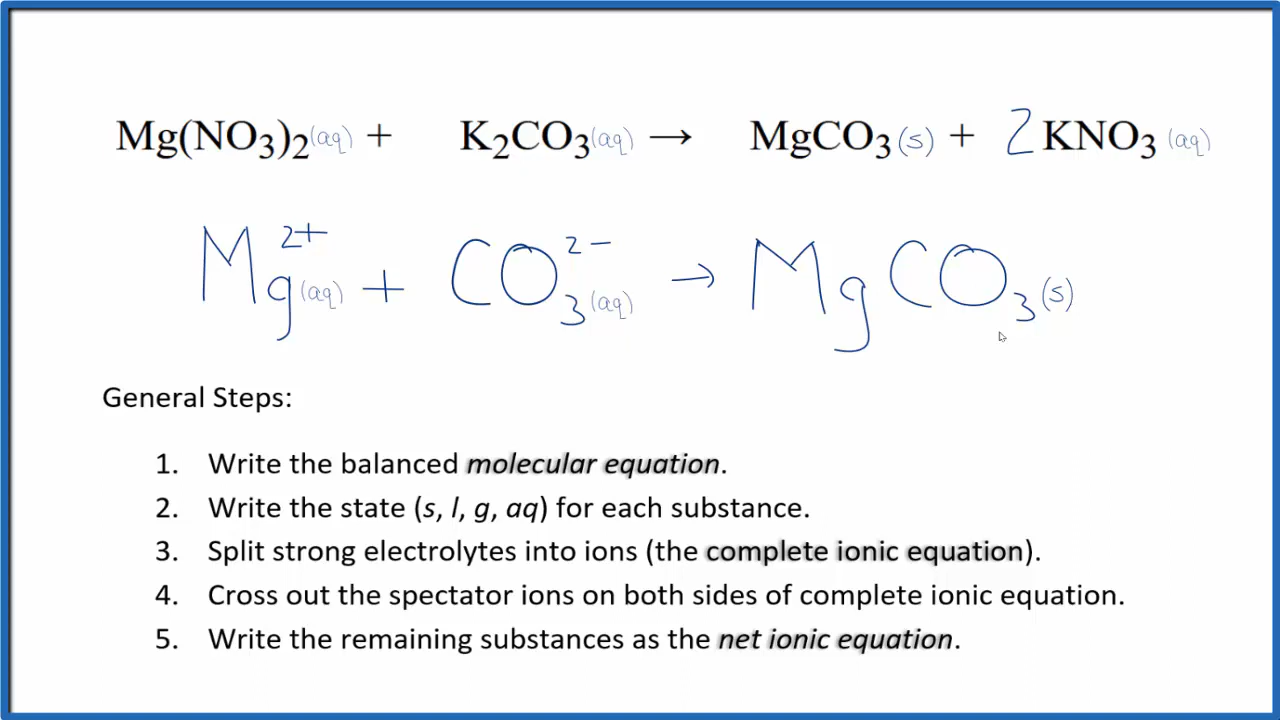 Mg(NO₃)₂(aq) + K₂CO₃(aq) → MgCO₃(s) + 2KNO₃(aq)
Mg²⁺(aq) + CO₃²⁻(aq) → MgCO₃(s)
General Steps:
1. Write the balanced molecular equation.
2. Write the state (s, l, g, aq) for each substance.
3. Split strong electrolytes into ions (the complete ionic equation).
4. Cross out the spectator ions on both sides of complete ionic equation.
5. Write the remaining substances as the net ionic equation.